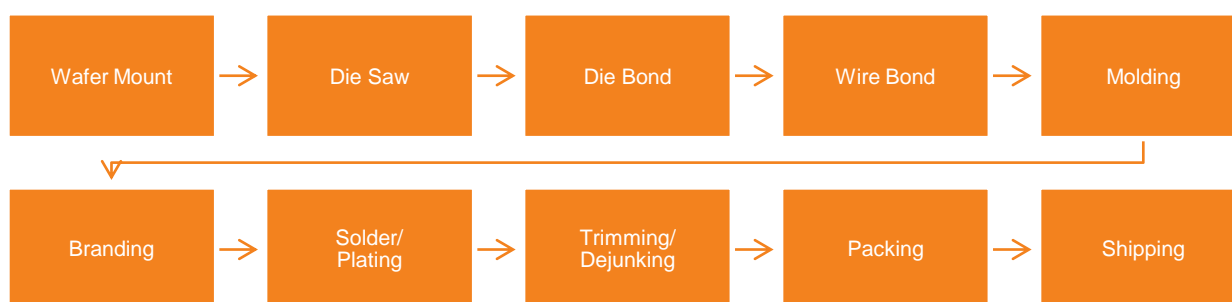 Wafer Mount
Die Saw
Die Bond
Wire Bond
Molding
Branding
Solder/
Plating
Trimming/
Dejunking
Packing
Shipping